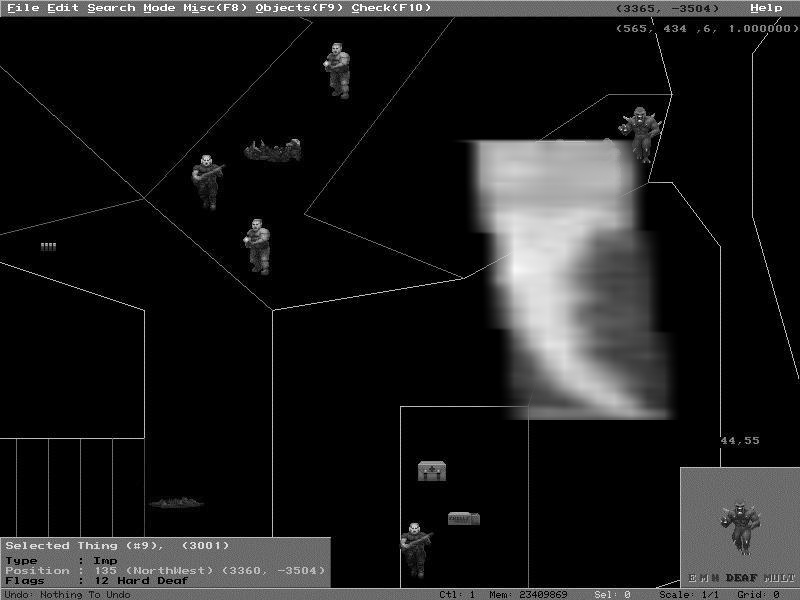 File Edit Search Mode Misc(F8) Objects(F9) Check(F10) (3365, -3504) Help
(565, 434 ,6, 1.000000)
44,55
Selected Thing (#9), (3001)
Type : Imp
Position : 135 (NorthWest) (3360, -3504)
Flags : 12 Hard Deaf
E M H DEAF MULT
Undo: Nothing To Undo Ctl: 1 Mem: 23409869 Sel: 0 Scale: 1/1 Grid: 0